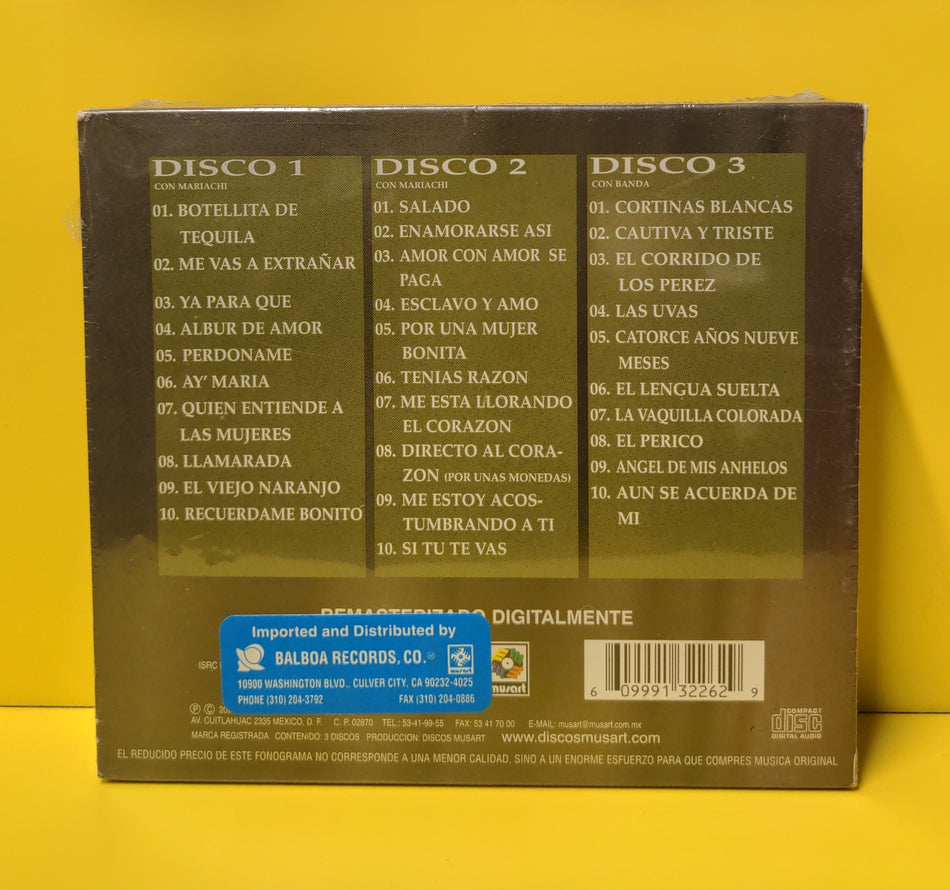 DISCO 1
CON MARIACHI
01. BOTELLITA DE
TEQUILA
02. ME VAS A EXTRAÑAR
03. YA PARA QUE
04. ALBUR DE AMOR
05. PERDONAME
06. AY' MARIA
07. QUIEN ENTIENDE A
LAS MUJERES
08. LLAMARADA
09. EL VIEJO NARANJO
10. RECUERDAME BONITO
DISCO 2
CON MARIACHI
01. SALADO
02. ENAMORARSE ASI
03. AMOR CON AMOR SE
PAGA
04. ESCLAVO Y AMO
05. POR UNA MUJER
BONITA
06. TENIAS RAZON
07. ME ESTA LLORANDO
EL CORAZON
08. DIRECTO AL CORA-
ZON (POR UNAS MONEDAS)
09. ME ESTOY ACOS-
TUMBRANDO A TI
10. SI TU TE VAS
DISCO 3
CON BANDA
01. CORTINAS BLANCAS
02. CAUTIVA Y TRISTE
03. EL CORRIDO DE
LOS PEREZ
04. LAS UVAS
05. CATORCE AÑOS NUEVE
MESES
06. EL LENGUA SUELTA
07. LA VAQUILLA COLORADA
08. EL PERICO
09. ANGEL DE MIS ANHELOS
10. AUN SE ACUERDA DE
MI
REMASTERIZADO DIGITALMENTE
Imported and Distributed by
BALBOA RECORDS, CO.®
musart
10900 WASHINGTON BLVD.. CULVER CITY. CA 90232-4025
PHONE (310) 204-3792 FAX (310) 204-0886
ISRC
musart
6 09991 32262 9
COMPACT
disc
DIGITAL AUDIO
Ⓟ ©
AV. CUITLAHUAC 2335 MEXICO. D. F. C. P. 02870 TEL.: 53-41-99-55 FAX: 53 41 70 00 E-MAIL: musart@musart.com.mx
MARCA REGISTRADA CONTENIDO: 3 DISCOS PRODUCCION: DISCOS MUSART www.discosmusart.com
EL REDUCIDO PRECIO DE ESTE FONOGRAMA NO CORRESPONDE A UNA MENOR CALIDAD. SINO A UN ENORME ESFUERZO PARA QUE COMPRES MUSICA ORIGINAL